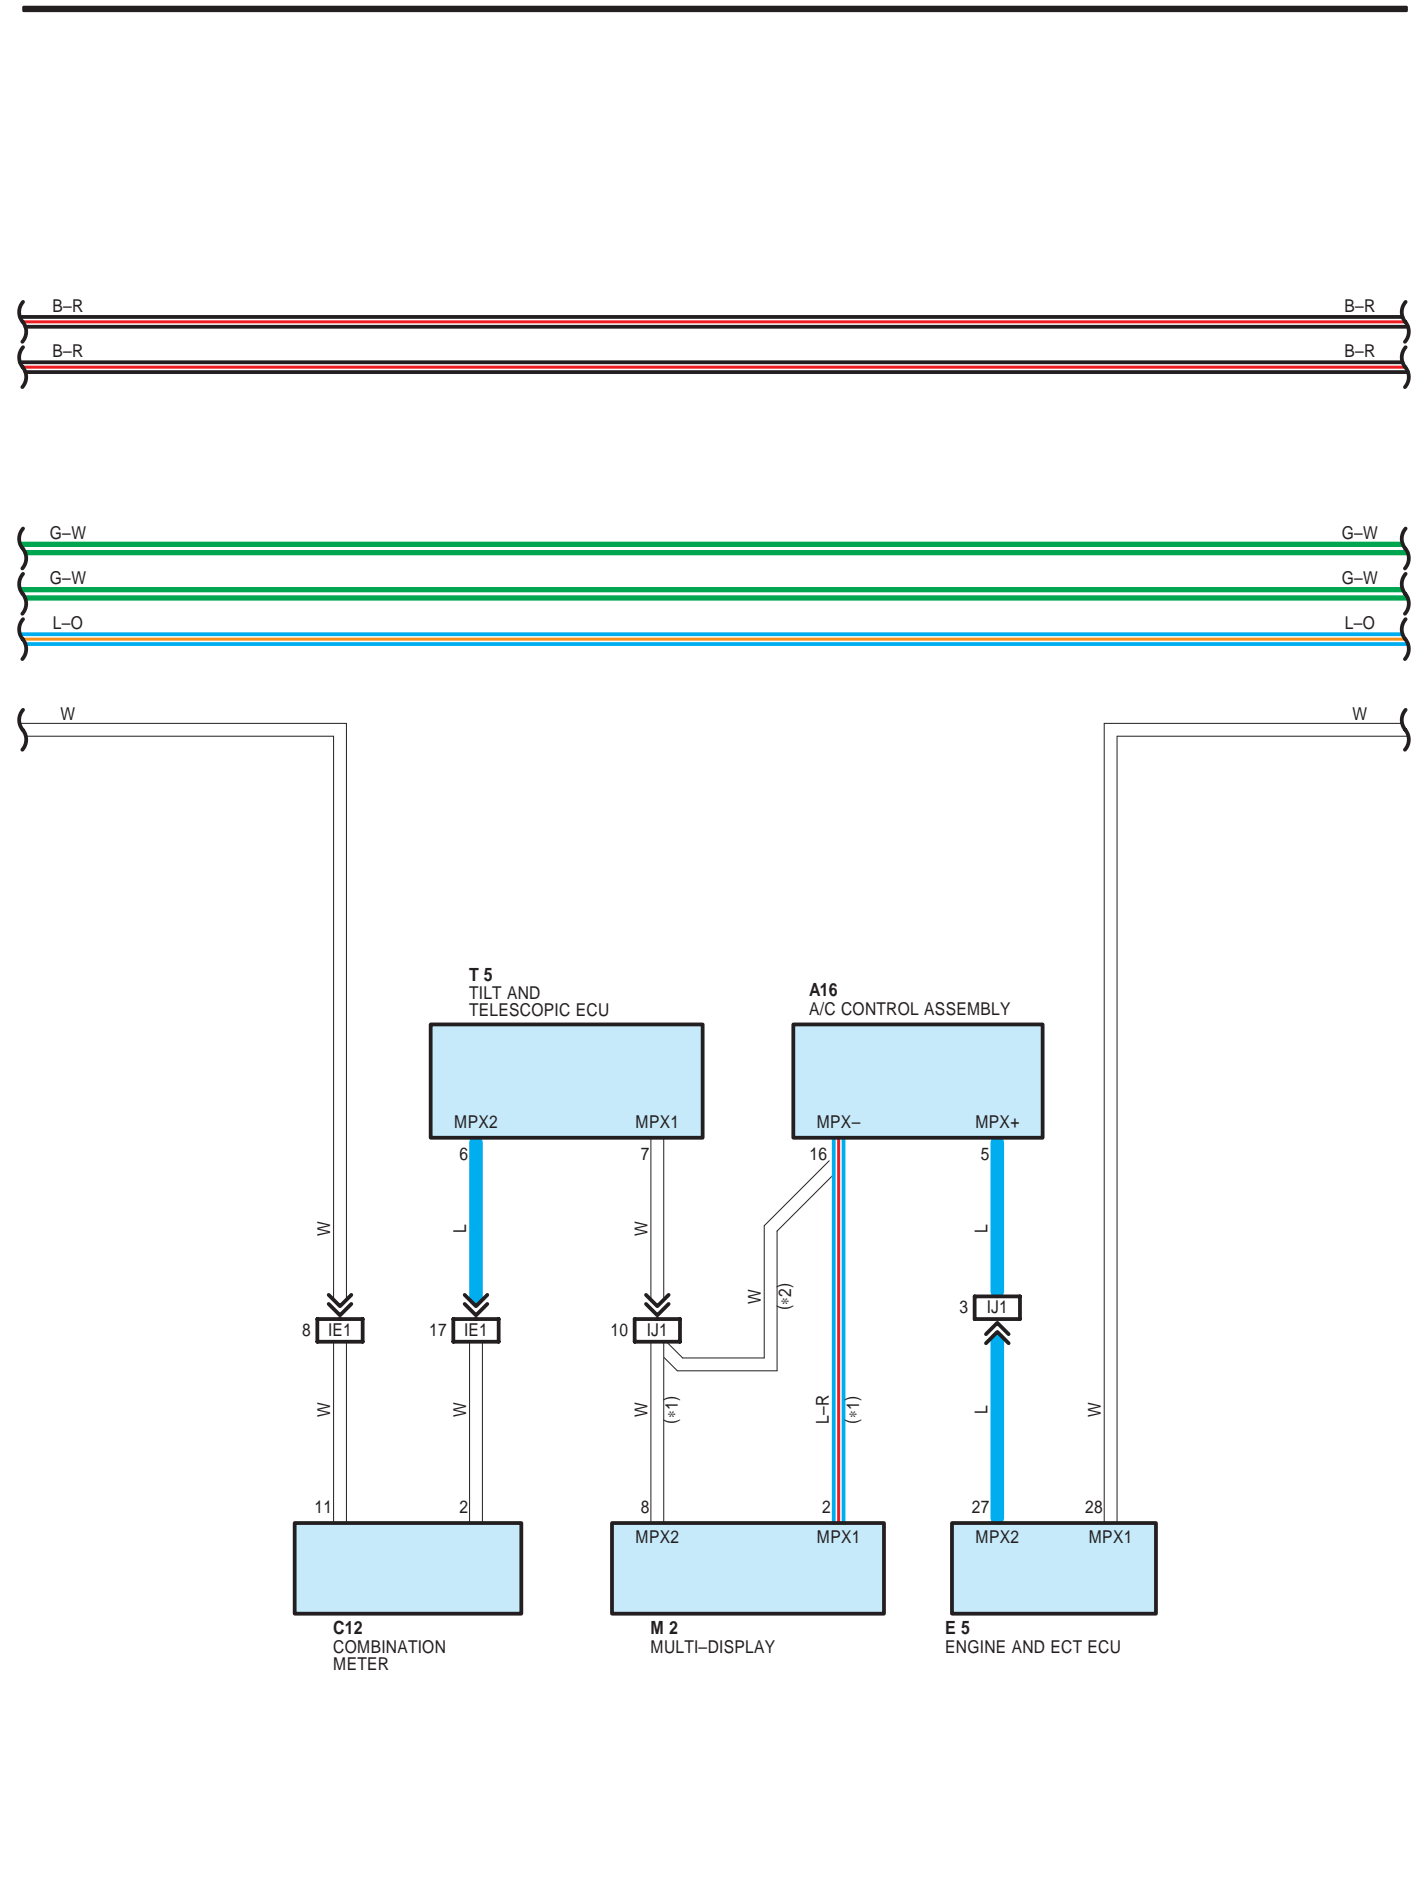 B–R B–R
B–R B–R
G–W G–W
G–W G–W
L–O L–O
W W
T 5
TILT AND
TELESCOPIC ECU
A16
A/C CONTROL ASSEMBLY
MPX2 MPX1 MPX– MPX+
6 7 16 5
W L W L
W (*2)
3 IJ1
8 IE1 17 IE1 10 IJ1
W W W (*1) L–R (*1) L W
11 2 8 2 27 28
MPX2 MPX1 MPX2 MPX1
C12
COMBINATION
METER
M 2
MULTI–DISPLAY
E 5
ENGINE AND ECT ECU